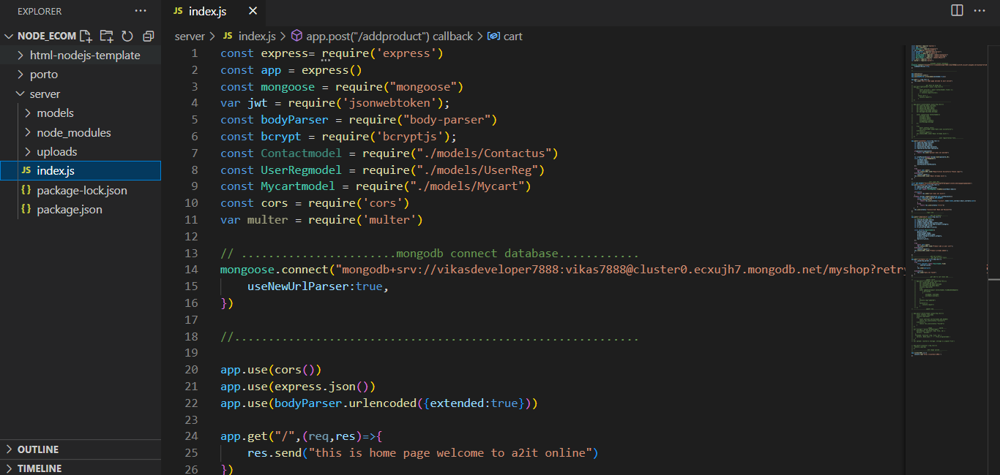 EXPLORER
NODE_ECOM
html-nodejs-template
porto
server
models
node_modules
uploads
JS index.js
{} package-lock.json
{} package.json
OUTLINE
TIMELINE
JS index.js
server > JS index.js > app.post("/addproduct") callback > cart
1 const express= require('express')
2 const app = express()
3 const mongoose = require("mongoose")
4 var jwt = require('jsonwebtoken');
5 const bodyParser = require("body-parser")
6 const bcrypt = require('bcryptjs');
7 const Contactmodel = require("./models/Contactus")
8 const UserRegmodel = require("./models/UserReg")
9 const Mycartmodel = require("./models/Mycart")
10 const cors = require('cors')
11 var multer = require('multer')
12
13 // .......................mongodb connect database............
14 mongoose.connect("mongodb+srv://vikasdeveloper7888:vikas7888@cluster0.ecxujh7.mongodb.net/myshop?retry
15 useNewUrlParser:true,
16 })
17
18 //............................................................
19
20 app.use(cors())
21 app.use(express.json())
22 app.use(bodyParser.urlencoded({extended:true}))
23
24 app.get("/",(req,res)=>{
25 res.send("this is home page welcome to a2it online")
26 })